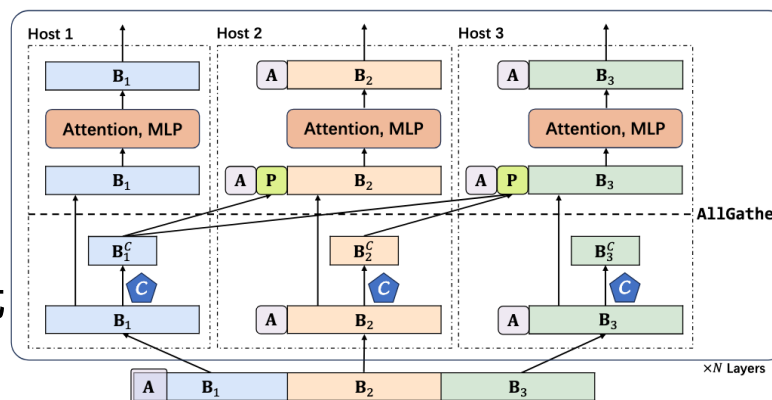 Host 1 Host 2 Host 3
B₁ A B₂ A B₃
Attention, MLP Attention, MLP Attention, MLP
B₁ A P B₂ A P B₃
AllGathe
B₁ᶜ B₂ᶜ B₃ᶜ
C C C
B₁ A B₂ A B₃
×N Layers
A B₁ B₂ B₃